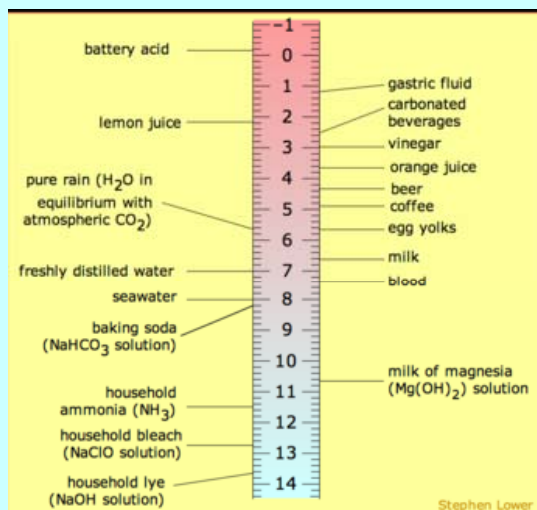 battery acid
lemon juice
pure rain (H₂O in
equilibrium with
atmospheric CO₂)
freshly distilled water
seawater
baking soda
(NaHCO₃ solution)
household
ammonia (NH₃)
household bleach
(NaClO solution)
household lye
(NaOH solution)
-1
0
1
2
3
4
5
6
7
8
9
10
11
12
13
14
gastric fluid
carbonated
beverages
vinegar
orange juice
beer
coffee
egg yolks
milk
blood
milk of magnesia
(Mg(OH)₂) solution
Stephen Lower